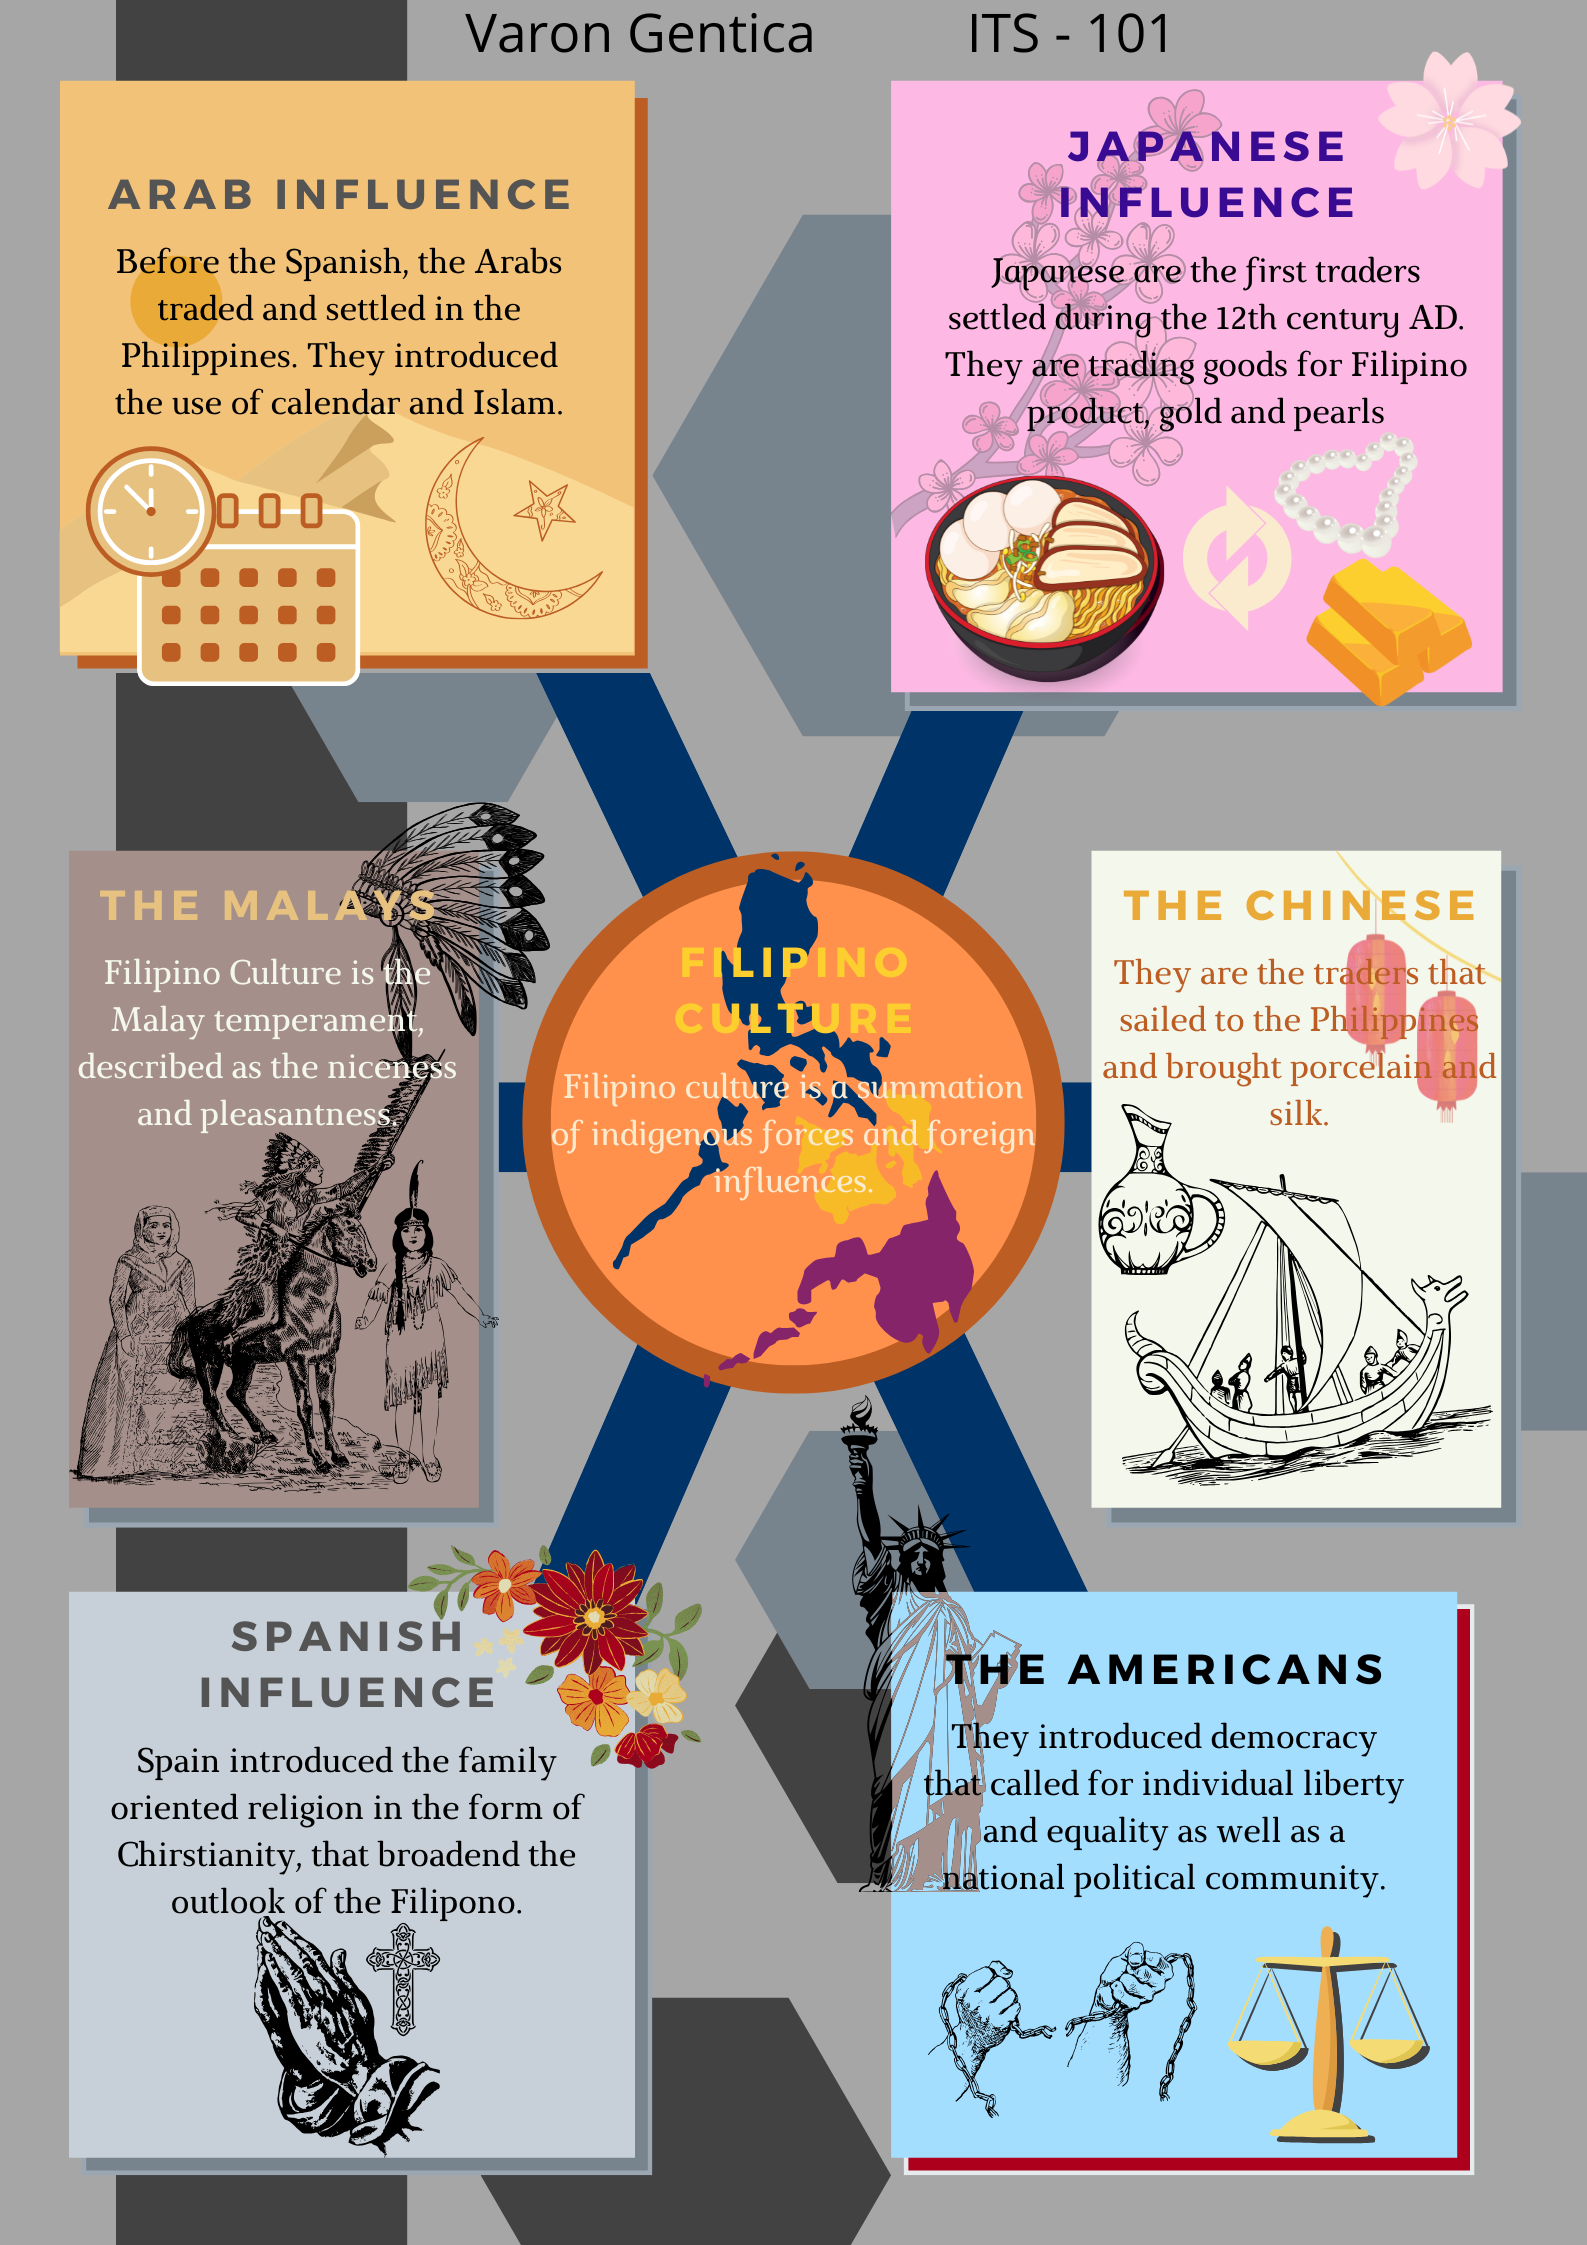 Varon Gentica ITS - 101
ARAB INFLUENCE
Before the Spanish, the Arabs
traded and settled in the
Philippines. They introduced
the use of calendar and Islam.
JAPANESE
INFLUENCE
Japanese are the first traders
settled during the 12th century AD.
They are trading goods for Filipino
product, gold and pearls
THE MALAYS
Filipino Culture is the
Malay temperament,
described as the niceness
and pleasantness.
FILIPINO
CULTURE
Filipino culture is a summation
of indigenous forces and foreign
influences.
THE CHINESE
They are the traders that
sailed to the Philippines
and brought porcelain and
silk.
SPANISH
INFLUENCE
Spain introduced the family
oriented religion in the form of
Chirstianity, that broadend the
outlook of the Filipono.
THE AMERICANS
They introduced democracy
that called for individual liberty
and equality as well as a
national political community.